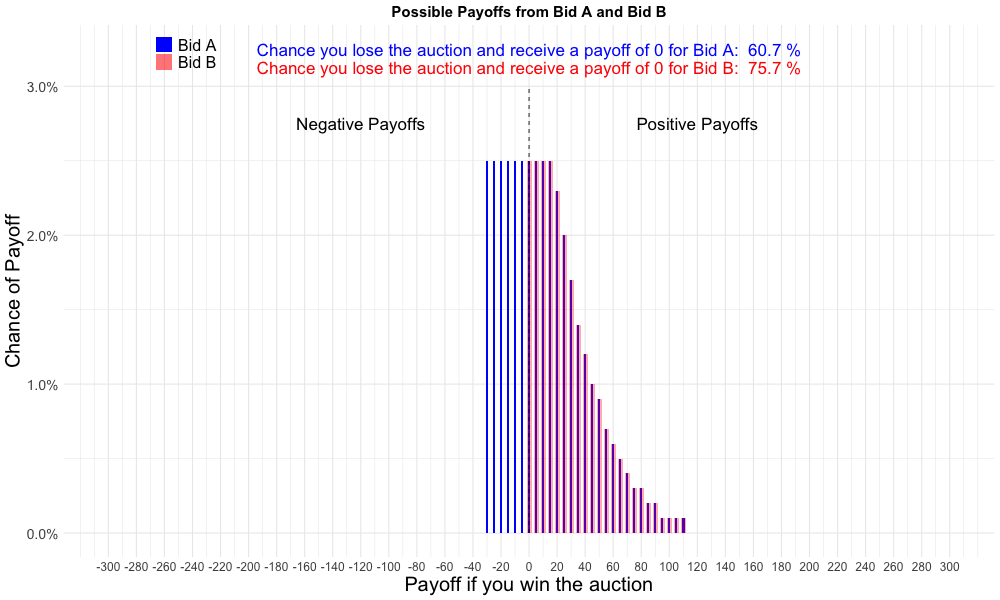 Possible Payoffs from Bid A and Bid B
Bid A
Bid B
Chance you lose the auction and receive a payoff of 0 for Bid A: 60.7 %
Chance you lose the auction and receive a payoff of 0 for Bid B: 75.7 %
Negative Payoffs
Positive Payoffs
Chance of Payoff
3.0%
2.0%
1.0%
0.0%
-300 -280 -260 -240 -220 -200 -180 -160 -140 -120 -100 -80 -60 -40 -20 0 20 40 60 80 100 120 140 160 180 200 220 240 260 280 300
Payoff if you win the auction